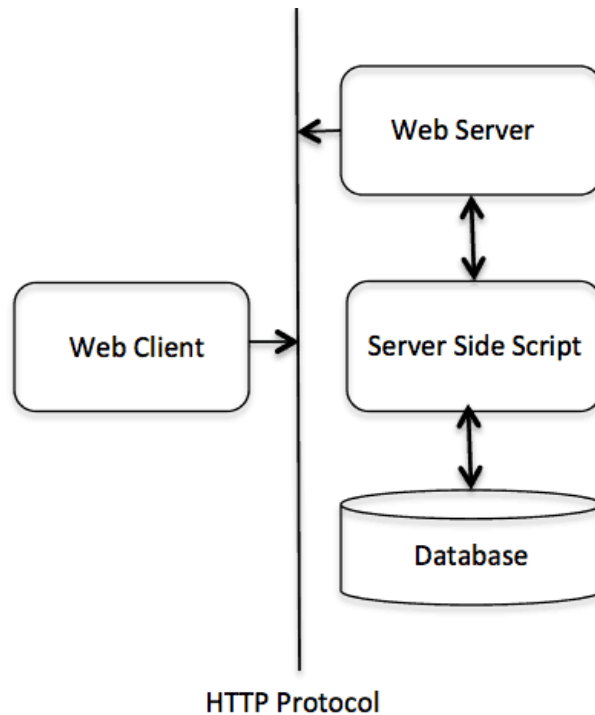 Web Server
Web Client
Server Side Script
Database
HTTP Protocol